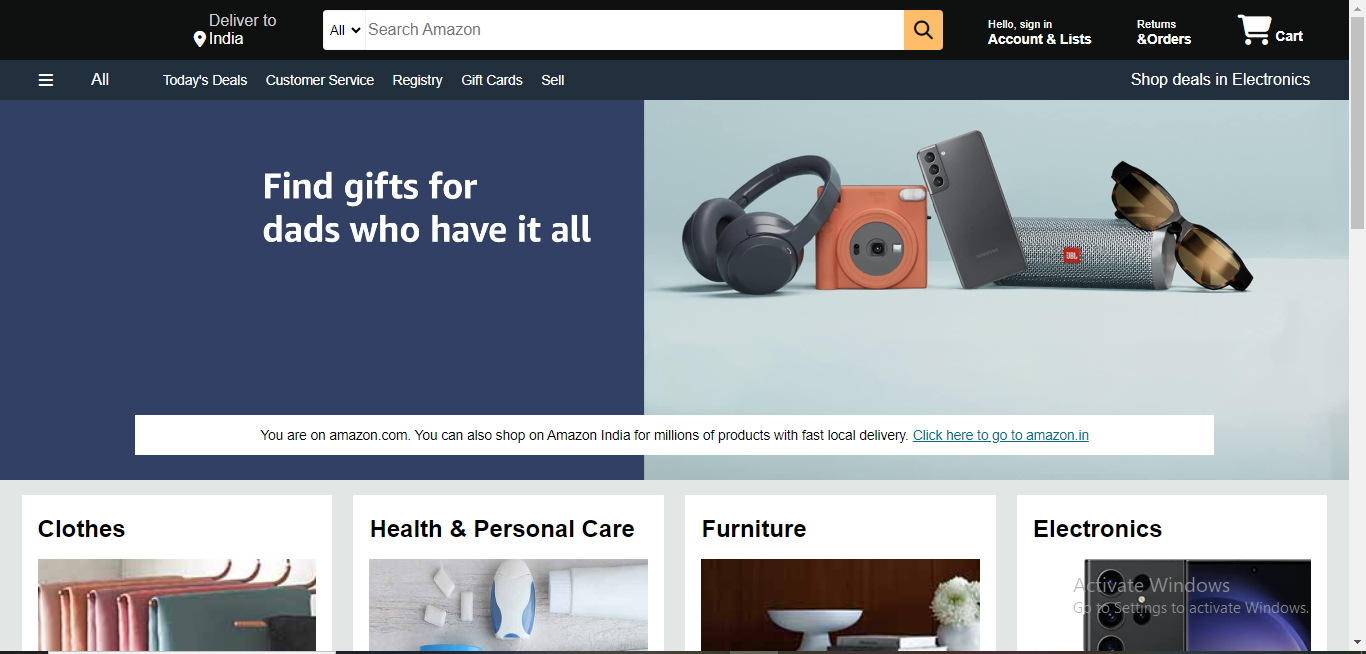 Deliver to
India
All
Search Amazon
Hello, sign in
Account & Lists
Returns
&Orders
Cart
All
Today's Deals
Customer Service
Registry
Gift Cards
Sell
Shop deals in Electronics
Find gifts for
dads who have it all
SAMSUNG
JBL
You are on amazon.com. You can also shop on Amazon India for millions of products with fast local delivery. Click here to go to amazon.in
Clothes
Health & Personal Care
Furniture
Electronics
Activate Windows
Go to Settings to activate Windows.